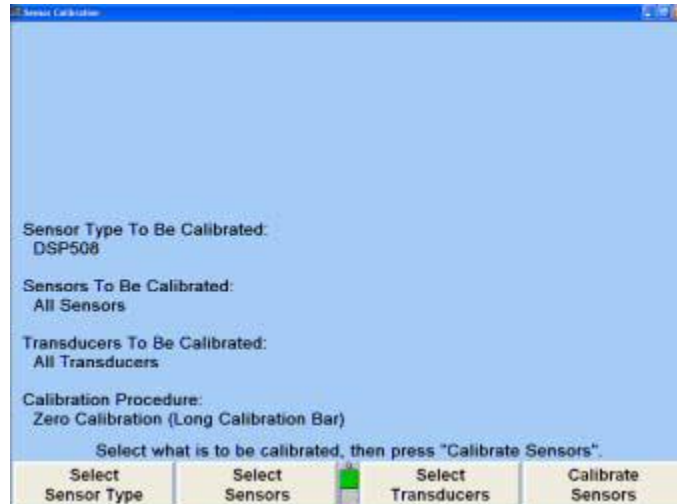 Sensor Calibration
Sensor Type To Be Calibrated:
DSP508
Sensors To Be Calibrated:
All Sensors
Transducers To Be Calibrated:
All Transducers
Calibration Procedure:
Zero Calibration (Long Calibration Bar)
Select what is to be calibrated, then press "Calibrate Sensors".
Select Sensor Type
Select Sensors
Select Transducers
Calibrate Sensors